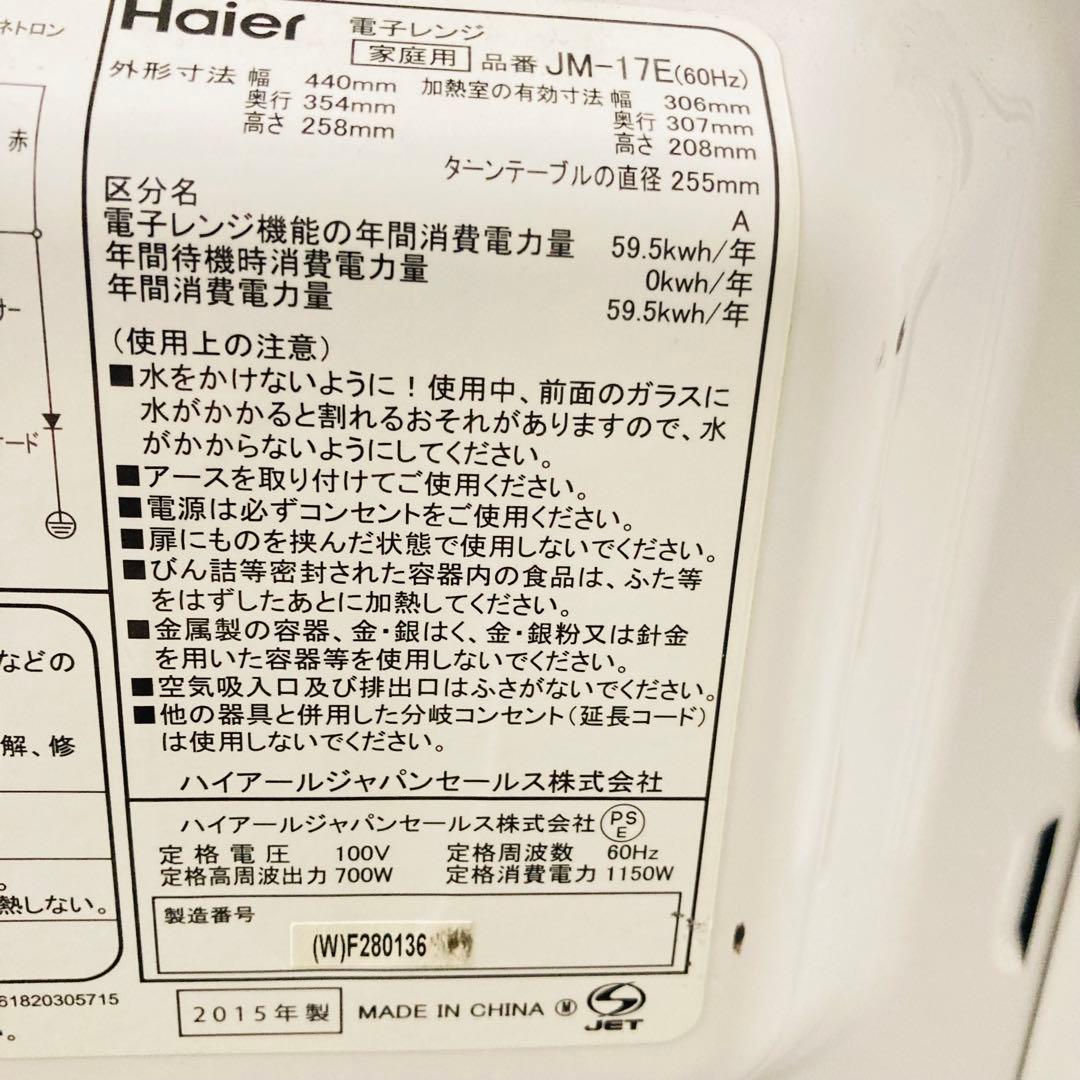 ネトロン
赤
サー
ード
などの
解、修
。
熱しない。
61820305715
。
Haier 電子レンジ
家庭用 品番 JM-17E(60Hz)
外形寸法 幅 440mm 加熱室の有効寸法 幅 306mm
奥行 354mm 奥行 307mm
高さ 258mm 高さ 208mm
ターンテーブルの直径 255mm
区分名 A
電子レンジ機能の年間消費電力量 59.5kwh/年
年間待機時消費電力量 0kwh/年
年間消費電力量 59.5kwh/年
(使用上の注意)
■水をかけないように!使用中、前面のガラスに
水がかかると割れるおそれがありますので、水
がかからないようにしてください。
■アースを取り付けてご使用ください。
■電源は必ずコンセントをご使用ください。
■扉にものを挟んだ状態で使用しないでください。
■びん詰等密封された容器内の食品は、ふた等
をはずしたあとに加熱してください。
■金属製の容器、金・銀はく、金・銀粉又は針金
を用いた容器等を使用しないでください。
■空気吸入口及び排出口はふさがないでください。
■他の器具と併用した分岐コンセント(延長コード)
は使用しないでください。
ハイアールジャパンセールス株式会社
ハイアールジャパンセールス株式会社 PSE
定格電圧 100V 定格周波数 60Hz
定格高周波出力 700W 定格消費電力 1150W
製造番号
(W)F280136
2015年製 MADE IN CHINA Ⓜ JET